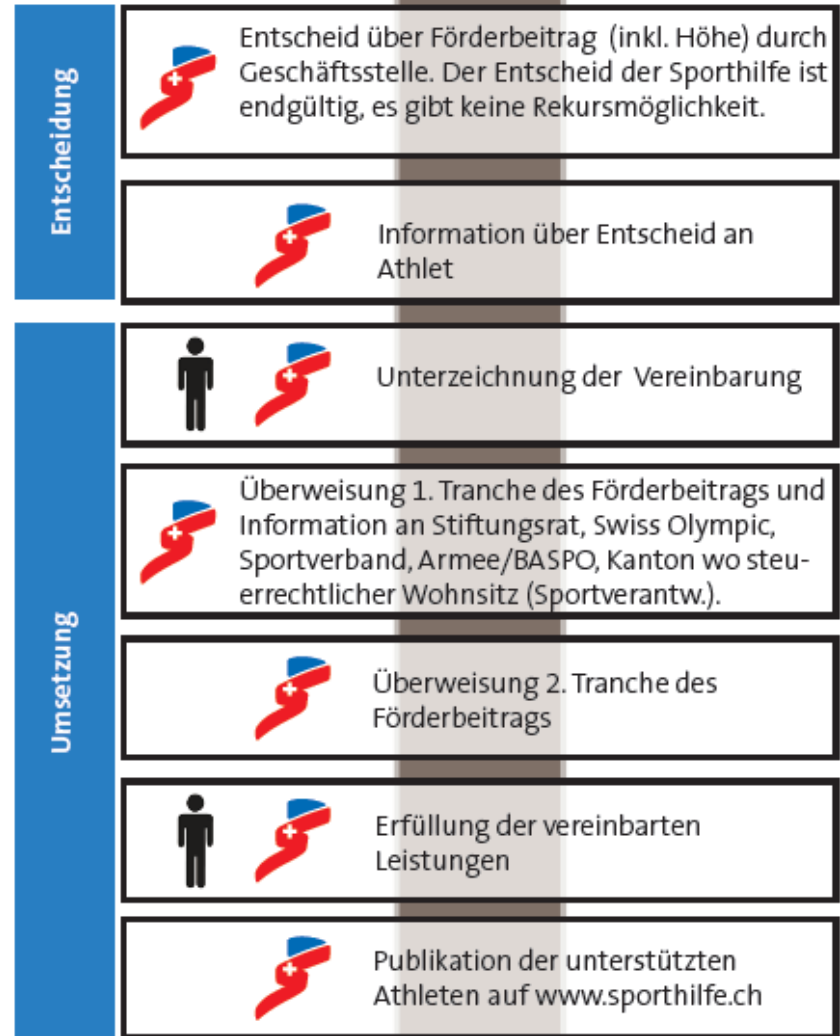 Entscheidung
Entscheid über Förderbeitrag (inkl. Höhe) durch
Geschäftsstelle. Der Entscheid der Sporthilfe ist
endgültig, es gibt keine Rekursmöglichkeit.
Information über Entscheid an
Athlet
Umsetzung
Unterzeichnung der Vereinbarung
Überweisung 1. Tranche des Förderbeitrags und
Information an Stiftungsrat, Swiss Olympic,
Sportverband, Armee/BASPO, Kanton wo steu-
errechtlicher Wohnsitz (Sportverantw.).
Überweisung 2. Tranche des
Förderbeitrags
Erfüllung der vereinbarten
Leistungen
Publikation der unterstützten
Athleten auf www.sporthilfe.ch